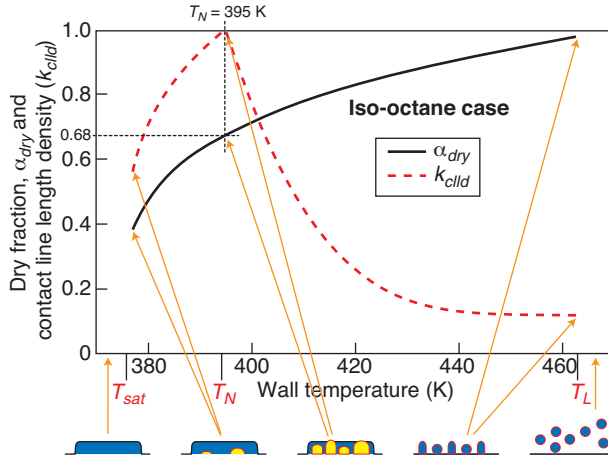 T_N = 395 K
Dry fraction, α_dry and
contact line length density (k_clld)
1.0
0.8
0.68
0.6
0.4
0.2
0
Iso-octane case
α_dry
k_clld
380
400
420
440
460
T_sat
T_N
Wall temperature (K)
T_L